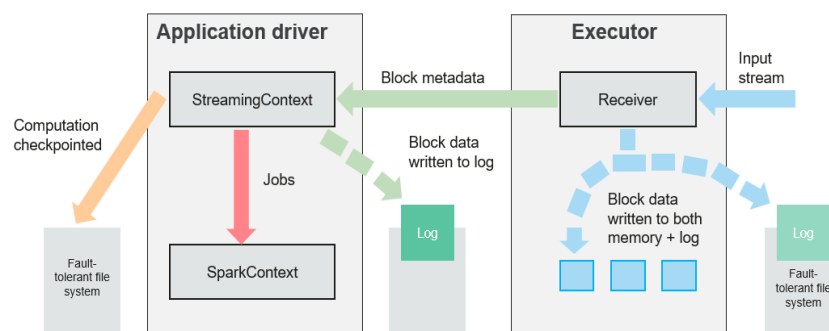 Application driver
Executor
Input
stream
Block metadata
StreamingContext
Receiver
Computation
checkpointed
Block data
written to log
Jobs
Block data
written to both
memory + log
Log
Log
Fault-
tolerant file
system
SparkContext
Fault-
tolerant file
system